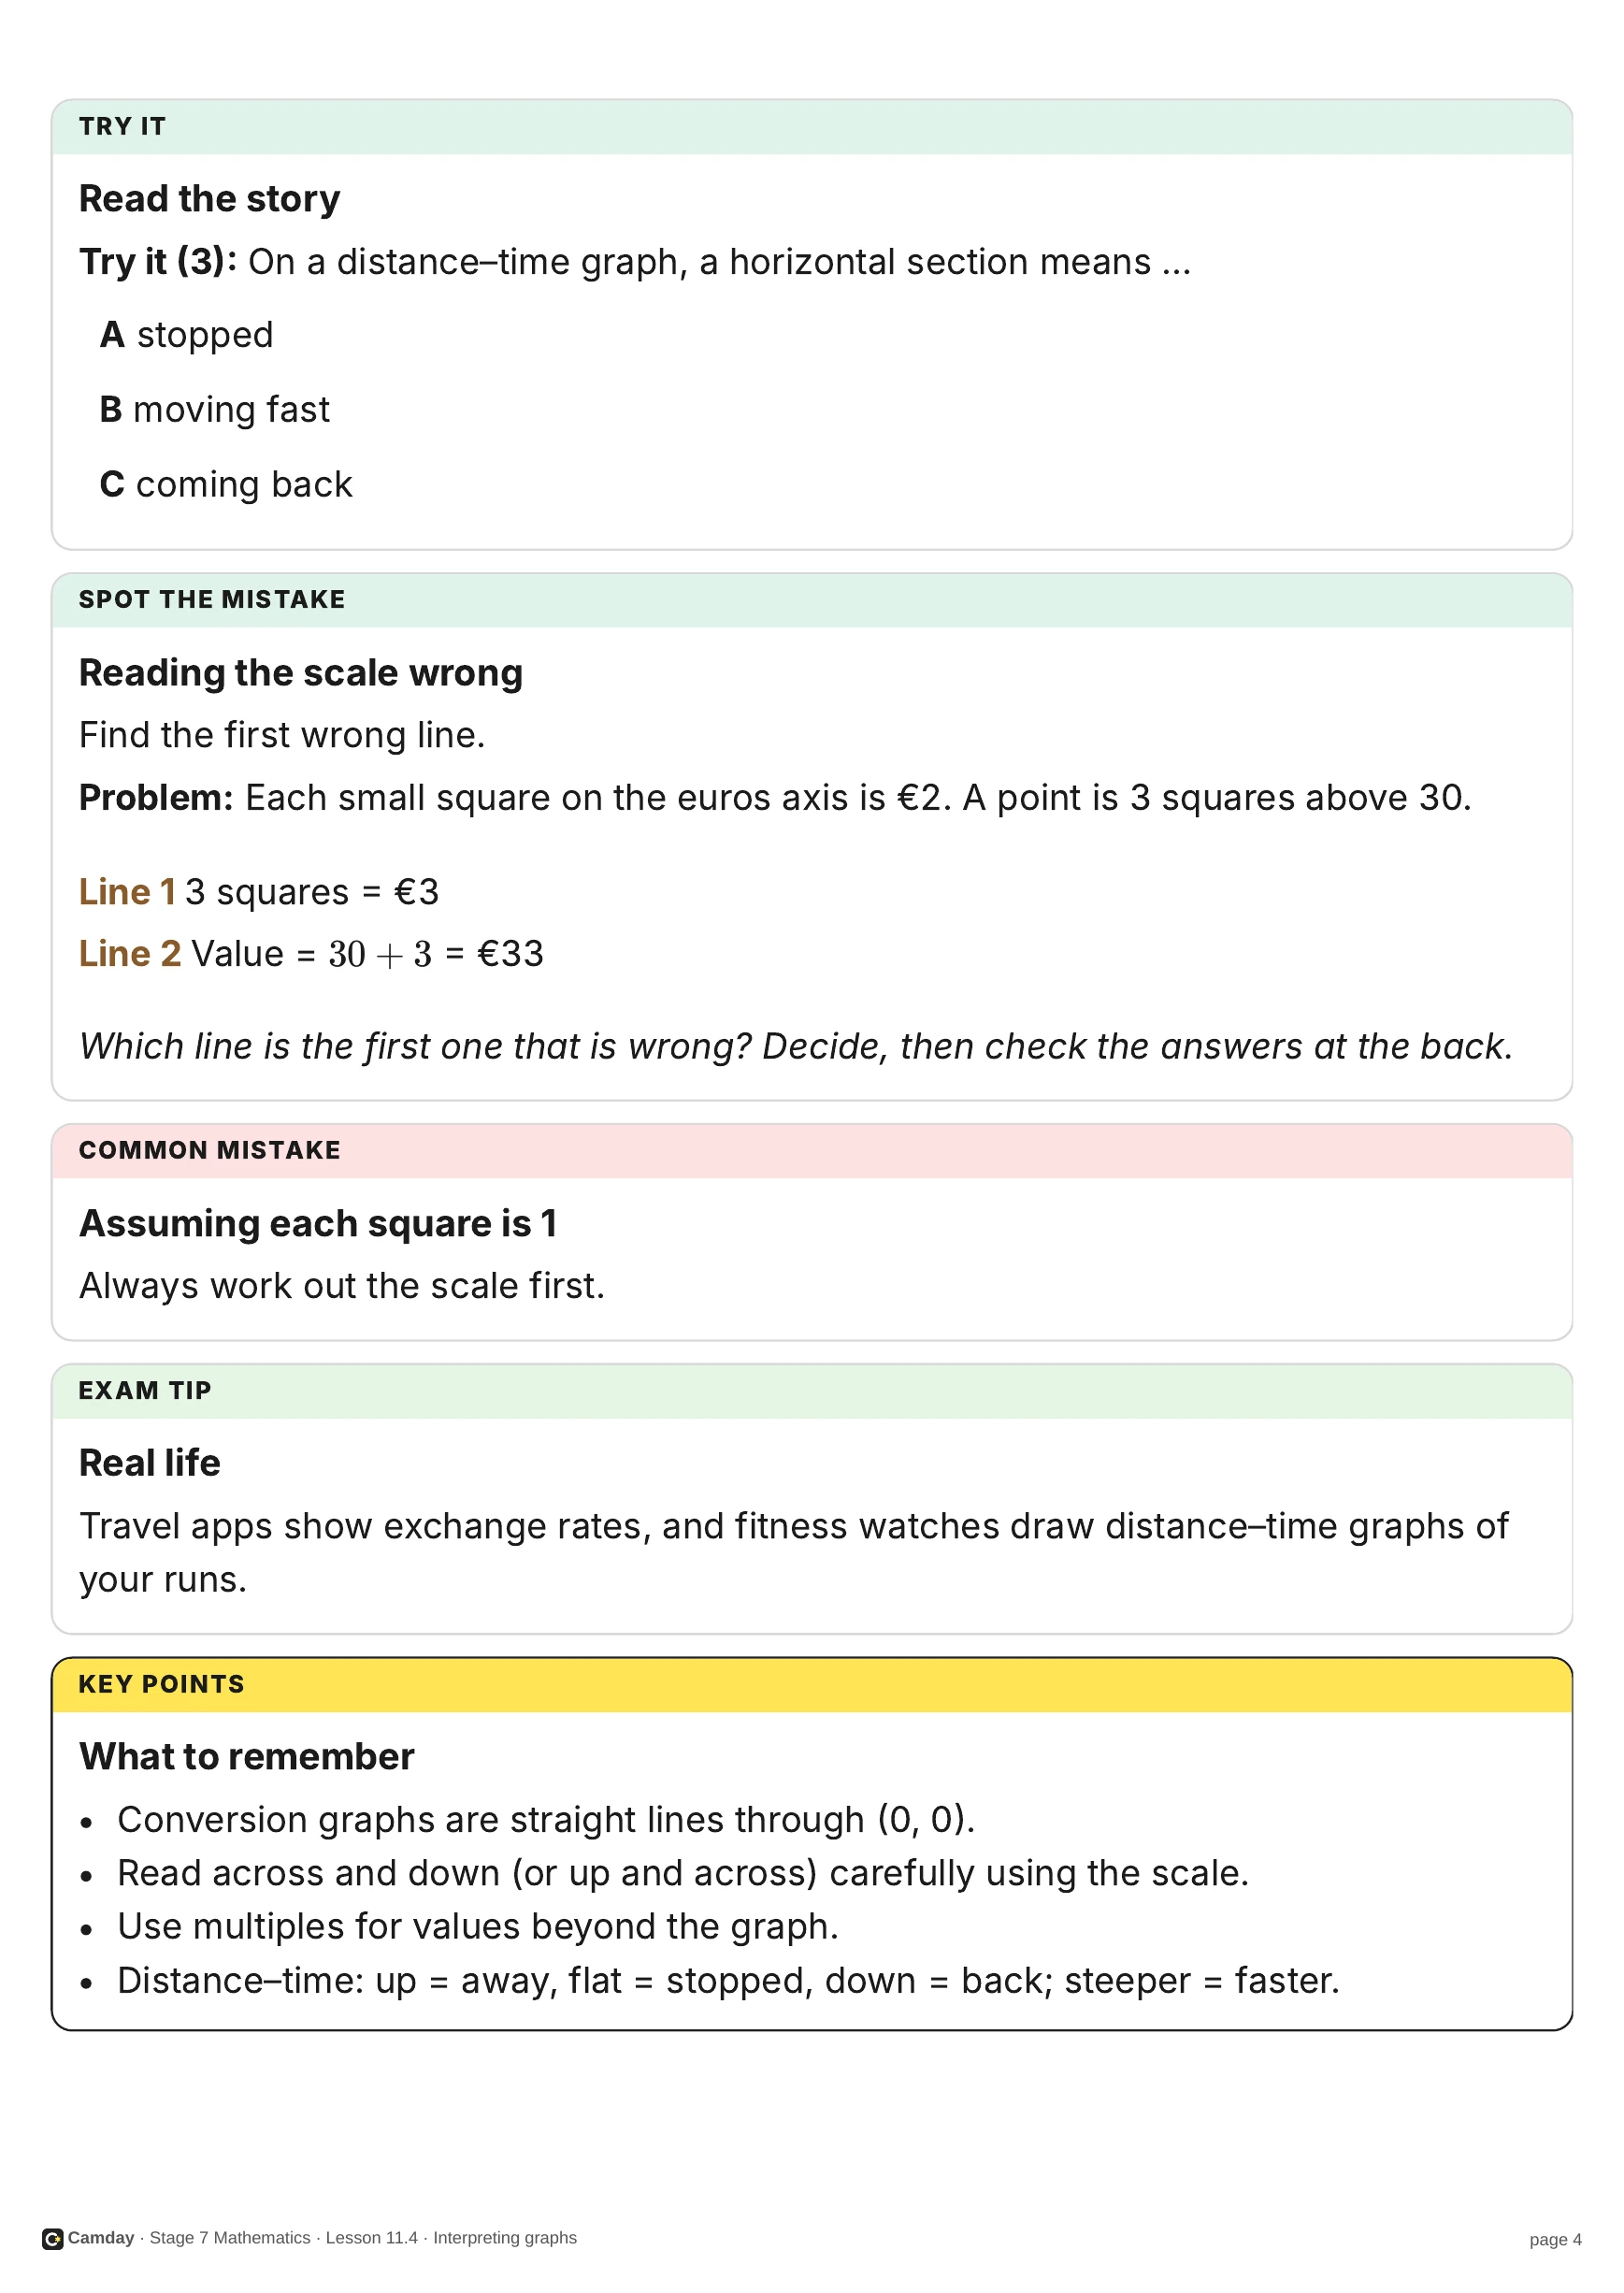 TRY IT
Read the story
Try it (3): On a distance–time graph, a horizontal section means ...
A stopped
B moving fast
C coming back
SPOT THE MISTAKE
Reading the scale wrong
Find the first wrong line.
Problem: Each small square on the euros axis is €2. A point is 3 squares above 30.
Line 1 3 squares = €3
Line 2 Value = 30 + 3 = €33
Which line is the first one that is wrong? Decide, then check the answers at the back.
COMMON MISTAKE
Assuming each square is 1
Always work out the scale first.
EXAM TIP
Real life
Travel apps show exchange rates, and fitness watches draw distance–time graphs of
your runs.
KEY POINTS
What to remember
• Conversion graphs are straight lines through (0, 0).
• Read across and down (or up and across) carefully using the scale.
• Use multiples for values beyond the graph.
• Distance–time: up = away, flat = stopped, down = back; steeper = faster.
Camday · Stage 7 Mathematics · Lesson 11.4 · Interpreting graphs
page 4